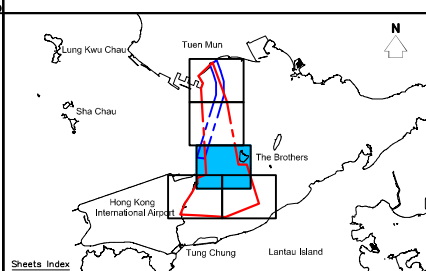 N
Tuen Mun
Lung Kwu Chau
Sha Chau
The Brothers
Hong Kong
International Airport
Tung Chung
Lantau Island
Sheets Index